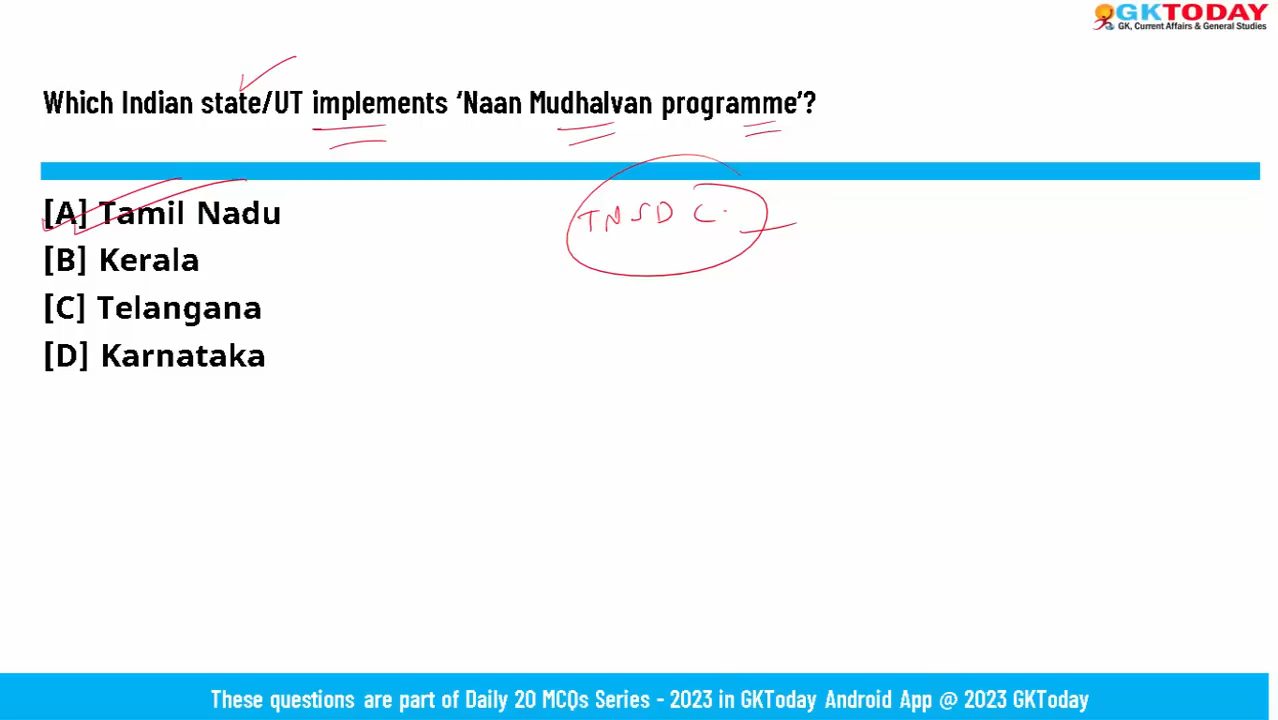 GKTODAY
GK, Current Affairs & General Studies
Which Indian state/UT implements ‘Naan Mudhalvan programme’?
[A] Tamil Nadu
TNSDC.
[B] Kerala
[C] Telangana
[D] Karnataka
These questions are part of Daily 20 MCQs Series - 2023 in GKToday Android App @ 2023 GKToday